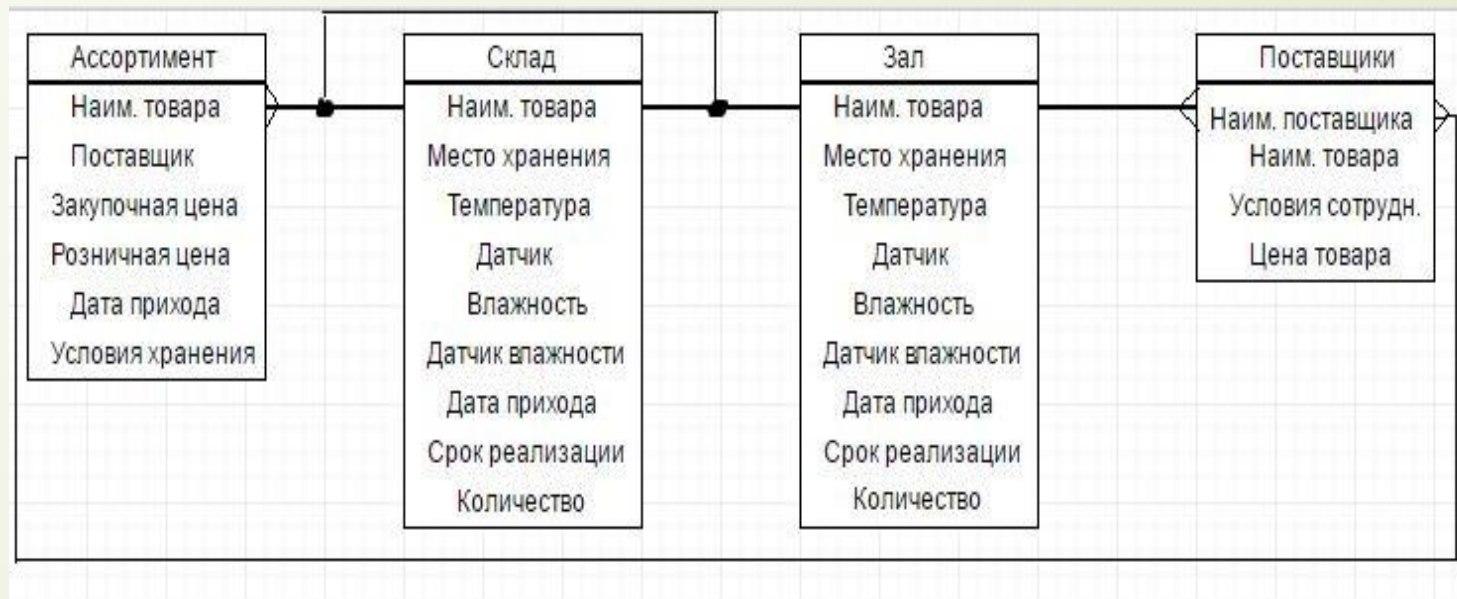 Ассортимент
Наим. товара
Поставщик
Закупочная цена
Розничная цена
Дата прихода
Условия хранения
Склад
Наим. товара
Место хранения
Температура
Датчик
Влажность
Датчик влажности
Дата прихода
Срок реализации
Количество
Зал
Наим. товара
Место хранения
Температура
Датчик
Влажность
Датчик влажности
Дата прихода
Срок реализации
Количество
Поставщики
Наим. поставщика
Наим. товара
Условия сотрудн.
Цена товара